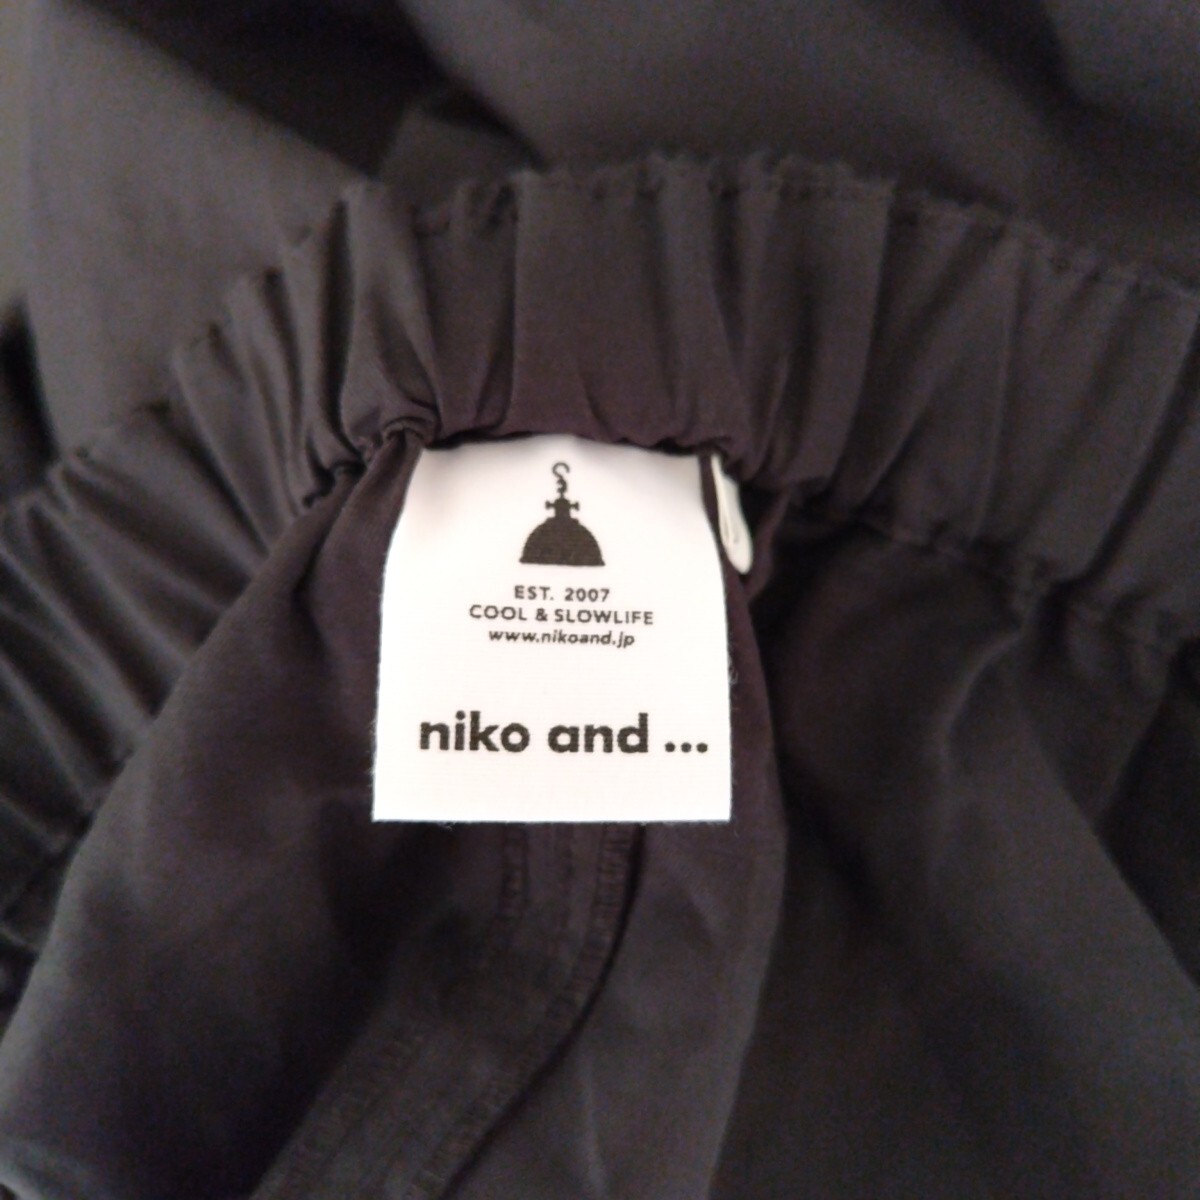 EST. 2007
COOL & SLOWLIFE
www.nikoand.jp
niko and ...